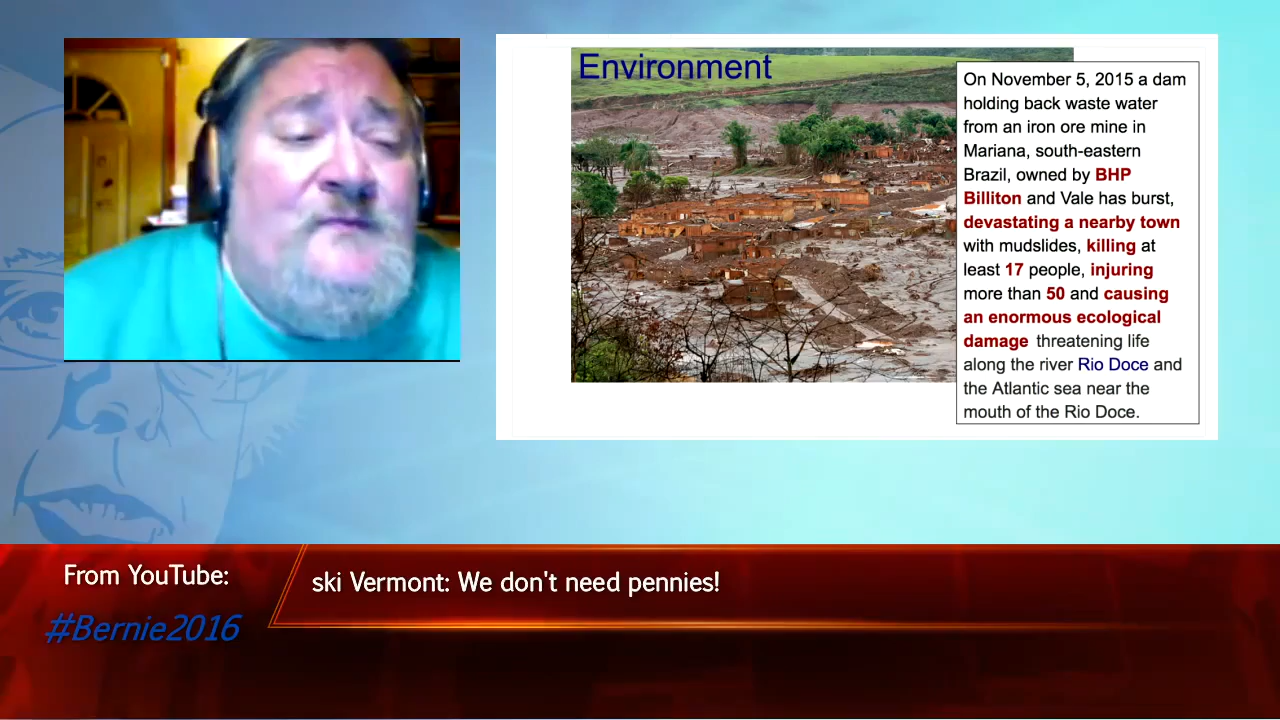 Environment
On November 5, 2015 a dam
holding back waste water
from an iron ore mine in
Mariana, south-eastern
Brazil, owned by BHP
Billiton and Vale has burst,
devastating a nearby town
with mudslides, killing at
least 17 people, injuring
more than 50 and causing
an enormous ecological
damage threatening life
along the river Rio Doce and
the Atlantic sea near the
mouth of the Rio Doce.
From YouTube:
ski Vermont: We don't need pennies!
#Bernie2016